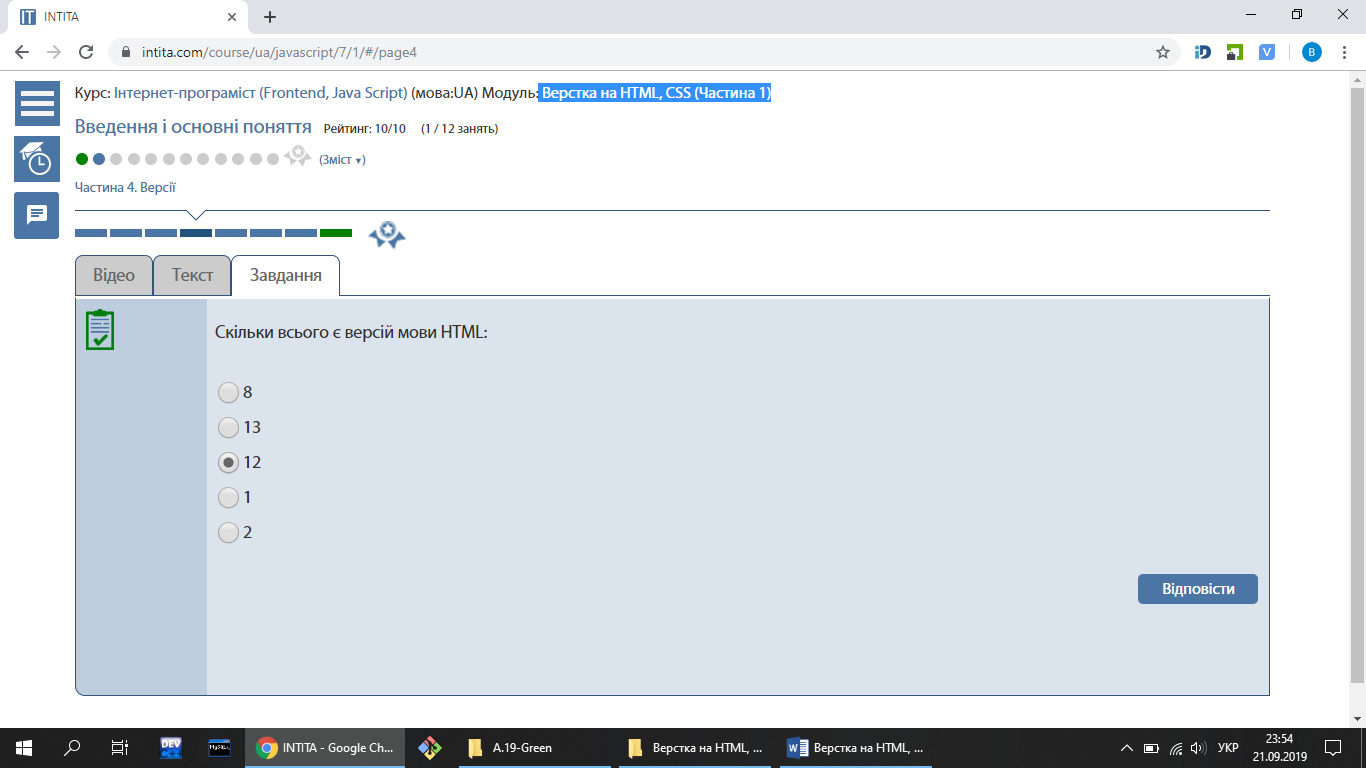 INTITA
intita.com/course/ua/javascript/7/1/#/page4
V
B
Курс: Інтернет-програміст (Frontend, Java Script) (мова:UA) Модуль: Верстка на HTML, CSS (Частина 1)
Введення і основні поняття Рейтинг: 10/10 (1 / 12 занять)
(Зміст ▼)
Частина 4. Версії
Відео Текст Завдання
Скільки всього є версій мови HTML:
8
13
12
1
2
Відповісти
DEV
C++
MySQL
INTITA - Google Ch...
A.19-Green
Верстка на HTML, ...
Верстка на HTML, ...
УКР
23:54
21.09.2019